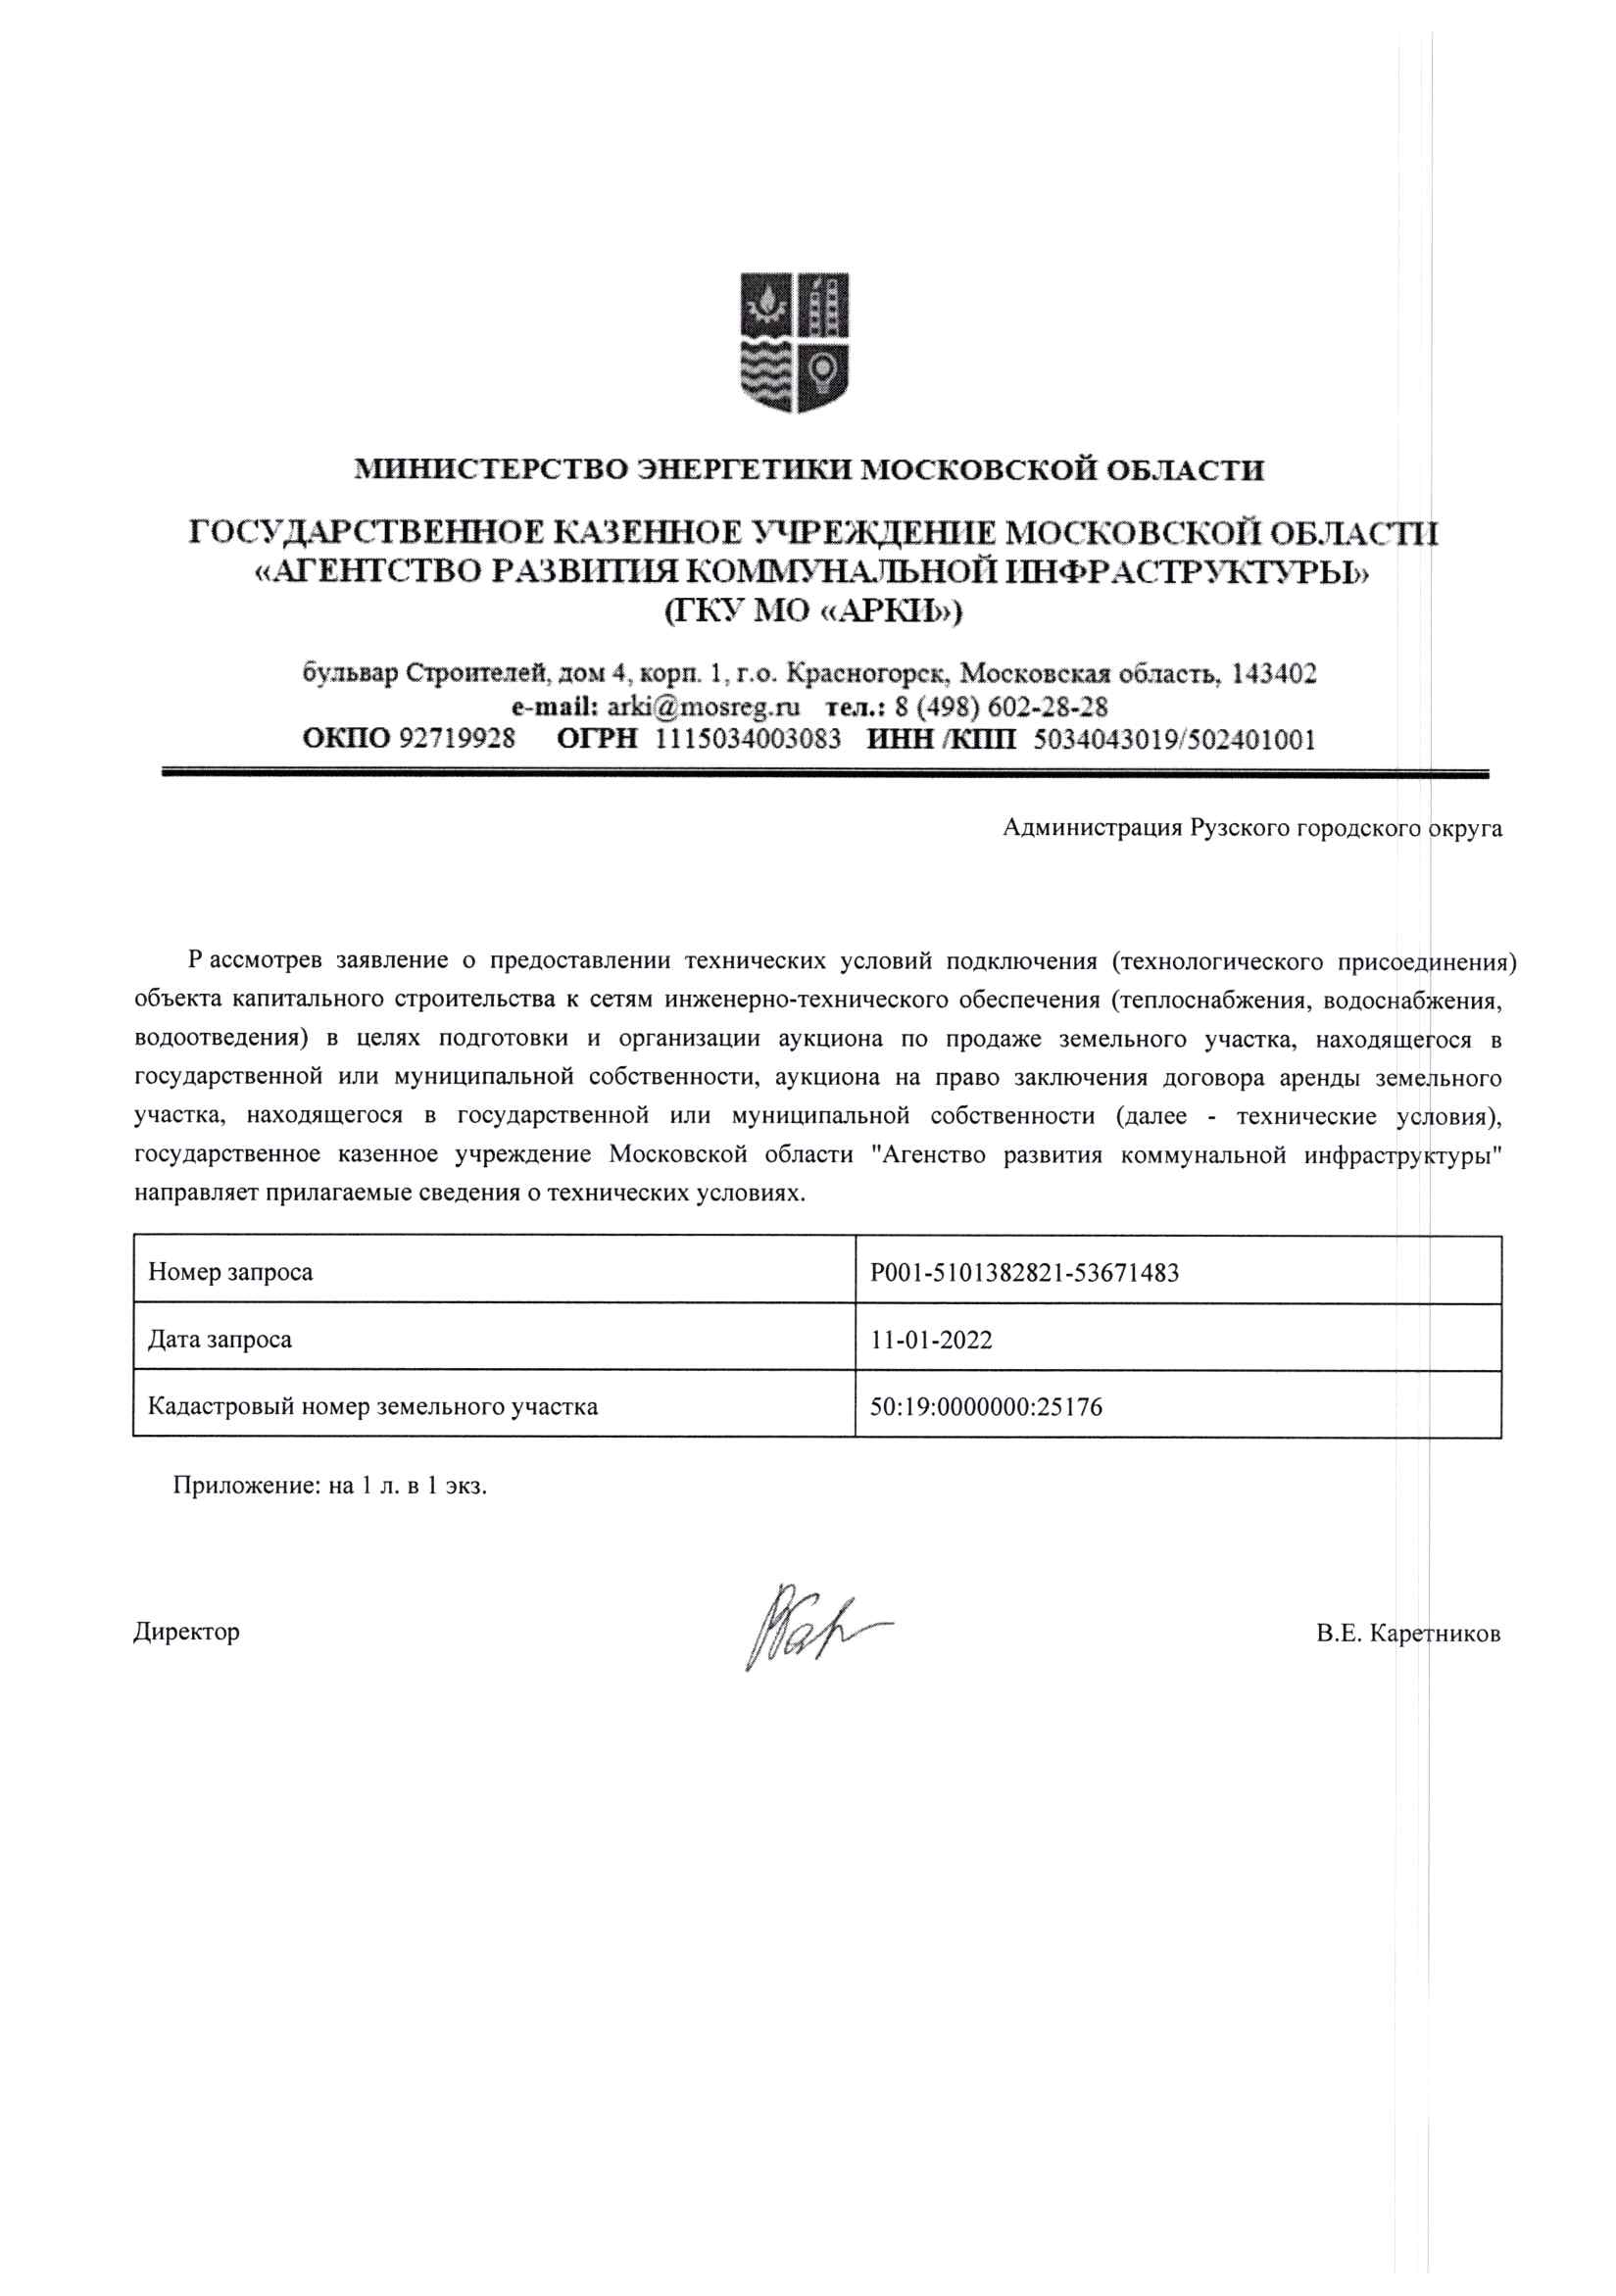 МИНИСТЕРСТВО ЭНЕРГЕТИКИ МОСКОВСКОЙ ОБЛАСТИ
ГОСУДАРСТВЕННОЕ КАЗЕННОЕ УЧРЕЖДЕНИЕ МОСКОВСКОЙ ОБЛАСТИ
«АГЕНТСТВО РАЗВИТИЯ КОММУНАЛЬНОЙ ИНФРАСТРУКТУРЫ»
(ГКУ МО «АРКИ»)
бульвар Строителей, дом 4, корп. 1, г.о. Красногорск, Московская область, 143402
e-mail: arki@mosreg.ru тел.: 8 (498) 602-28-28
ОКПО 92719928 ОГРН 1115034003083 ИНН /КПП 5034043019/502401001
Администрация Рузского городского округа
Р ассмотрев заявление о предоставлении технических условий подключения (технологического присоединения)
объекта капитального строительства к сетям инженерно-технического обеспечения (теплоснабжения, водоснабжения,
водоотведения) в целях подготовки и организации аукциона по продаже земельного участка, находящегося в
государственной или муниципальной собственности, аукциона на право заключения договора аренды земельного
участка, находящегося в государственной или муниципальной собственности (далее - технические условия),
государственное казенное учреждение Московской области "Агенство развития коммунальной инфраструктуры"
направляет прилагаемые сведения о технических условиях.
Номер запроса Р001-5101382821-53671483
Дата запроса 11-01-2022
Кадастровый номер земельного участка 50:19:0000000:25176
Приложение: на 1 л. в 1 экз.
Директор В.Е. Каретников